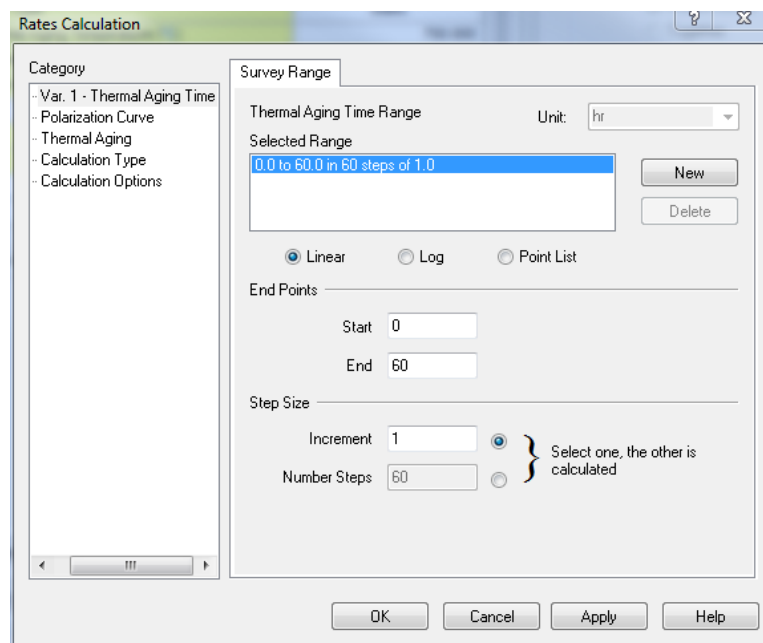 Rates Calculation
?
Category
Var. 1 - Thermal Aging Time
Polarization Curve
Thermal Aging
Calculation Type
Calculation Options
Survey Range
Thermal Aging Time Range
Unit: hr
Selected Range
0.0 to 60.0 in 60 steps of 1.0
New
Delete
Linear Log Point List
End Points
Start 0
End 60
Step Size
Increment 1
Number Steps 60
Select one, the other is
calculated
OK Cancel Apply Help